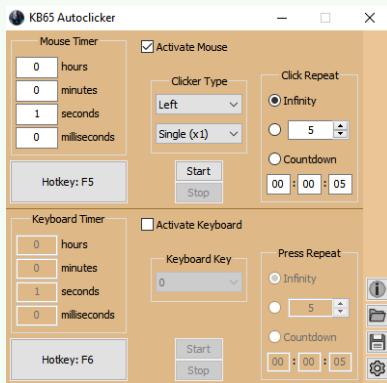 KB65 Autoclicker
Mouse Timer
0 hours
0 minutes
1 seconds
0 milliseconds
Hotkey: F5
Activate Mouse
Clicker Type
Left
Single (x1)
Start
Stop
Click Repeat
Infinity
5
Countdown
00 : 00 : 05
Keyboard Timer
0 hours
0 minutes
1 seconds
0 milliseconds
Hotkey: F6
Activate Keyboard
Keyboard Key
0
Start
Stop
Press Repeat
Infinity
5
Countdown
00 : 00 : 05